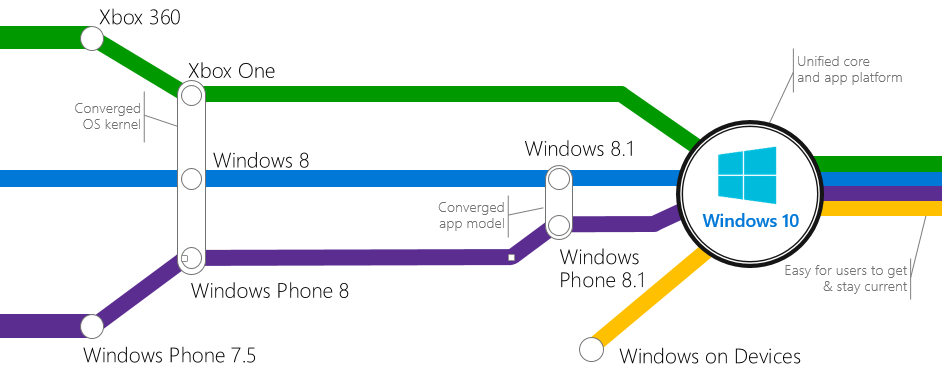 Xbox 360
Xbox One
Unified core
and app platform
Converged
OS kernel
Windows 8
Windows 8.1
Windows 10
Converged
app model
Windows
Phone 8.1
Easy for users to get
& stay current
Windows Phone 8
Windows Phone 7.5
Windows on Devices